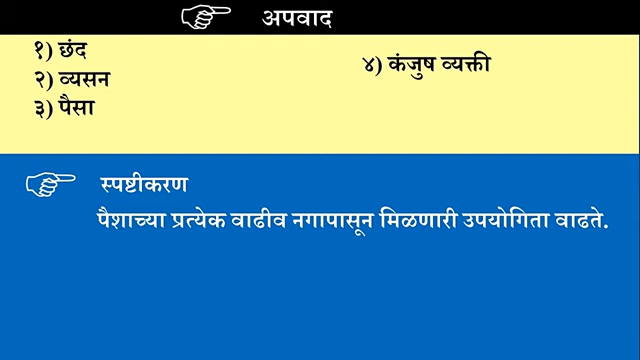 अपवाद
१) छंद
२) व्यसन
३) पैसा
४) कंजुष व्यक्ती
स्पष्टीकरण
पैशाच्या प्रत्येक वाढीव नगापासून मिळणारी उपयोगिता वाढते.